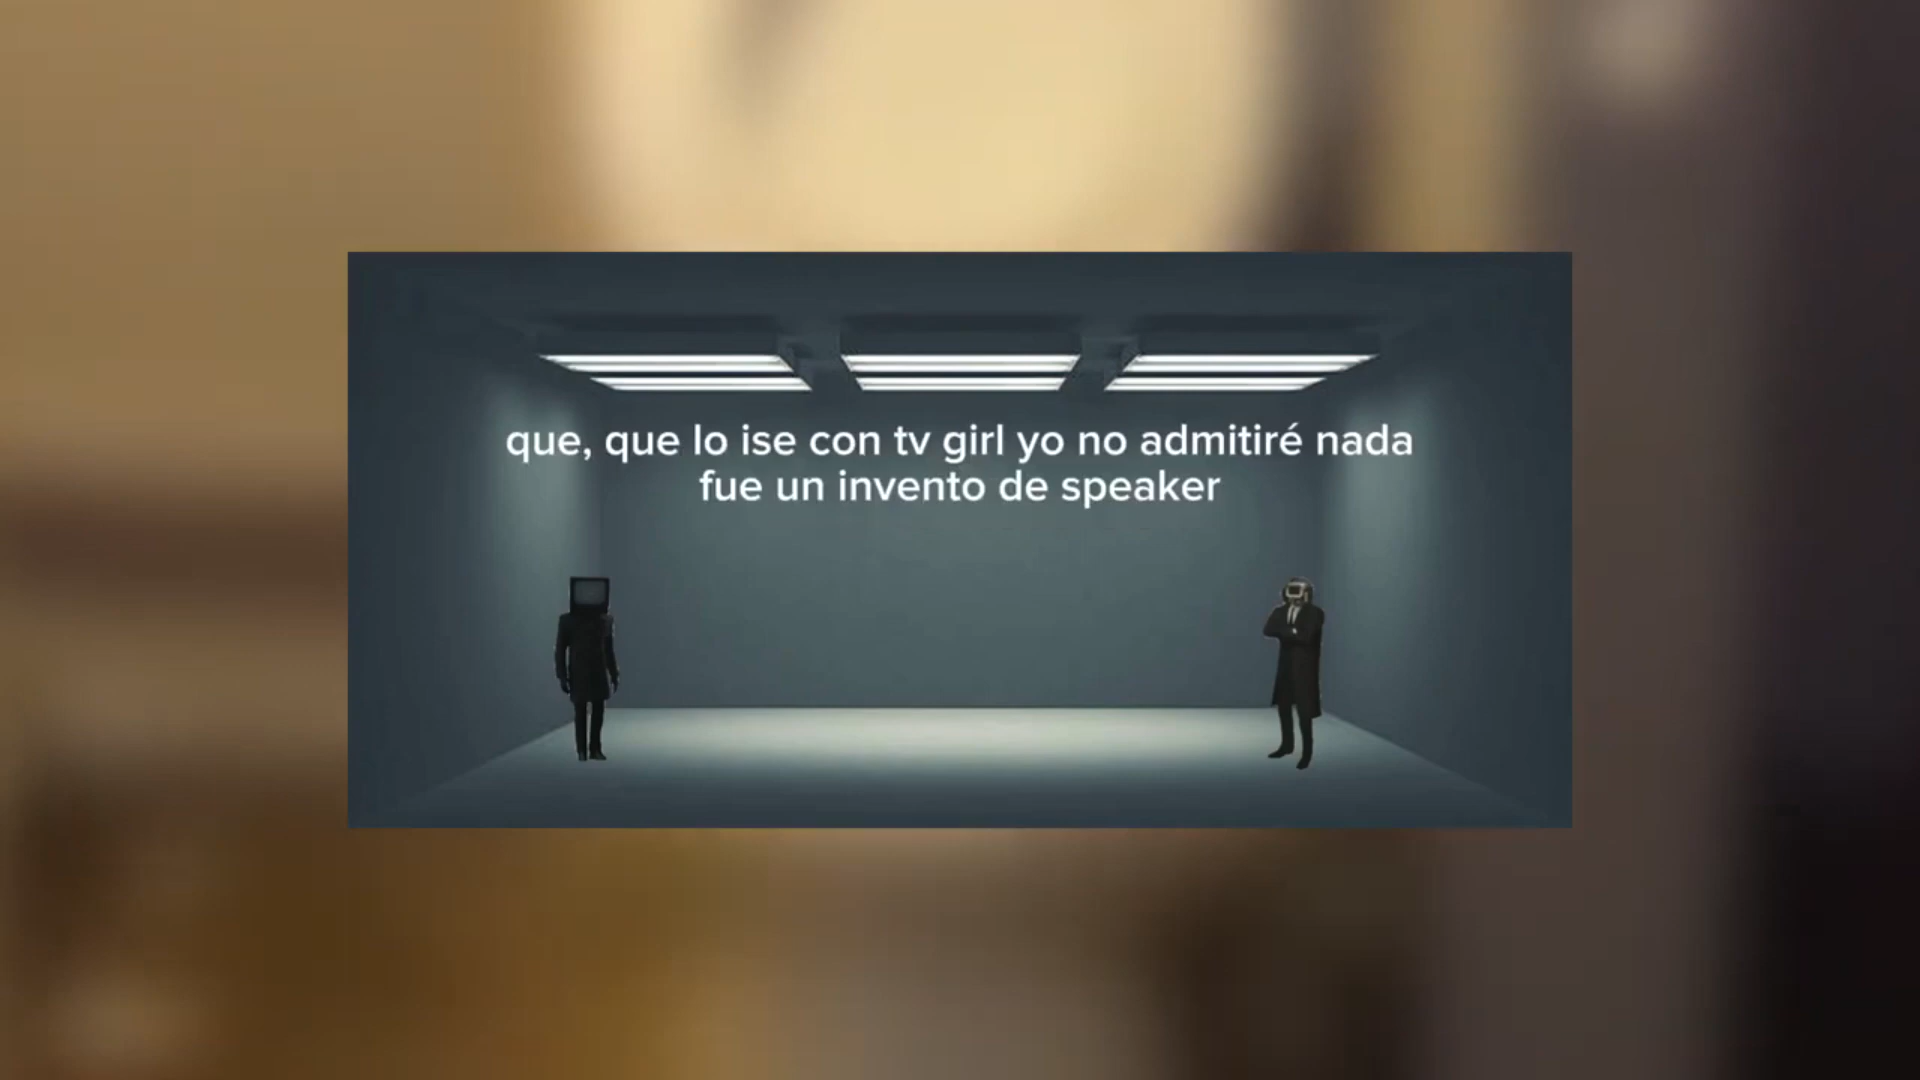 que, que lo ise con tv girl yo no admitiré nada
fue un invento de speaker